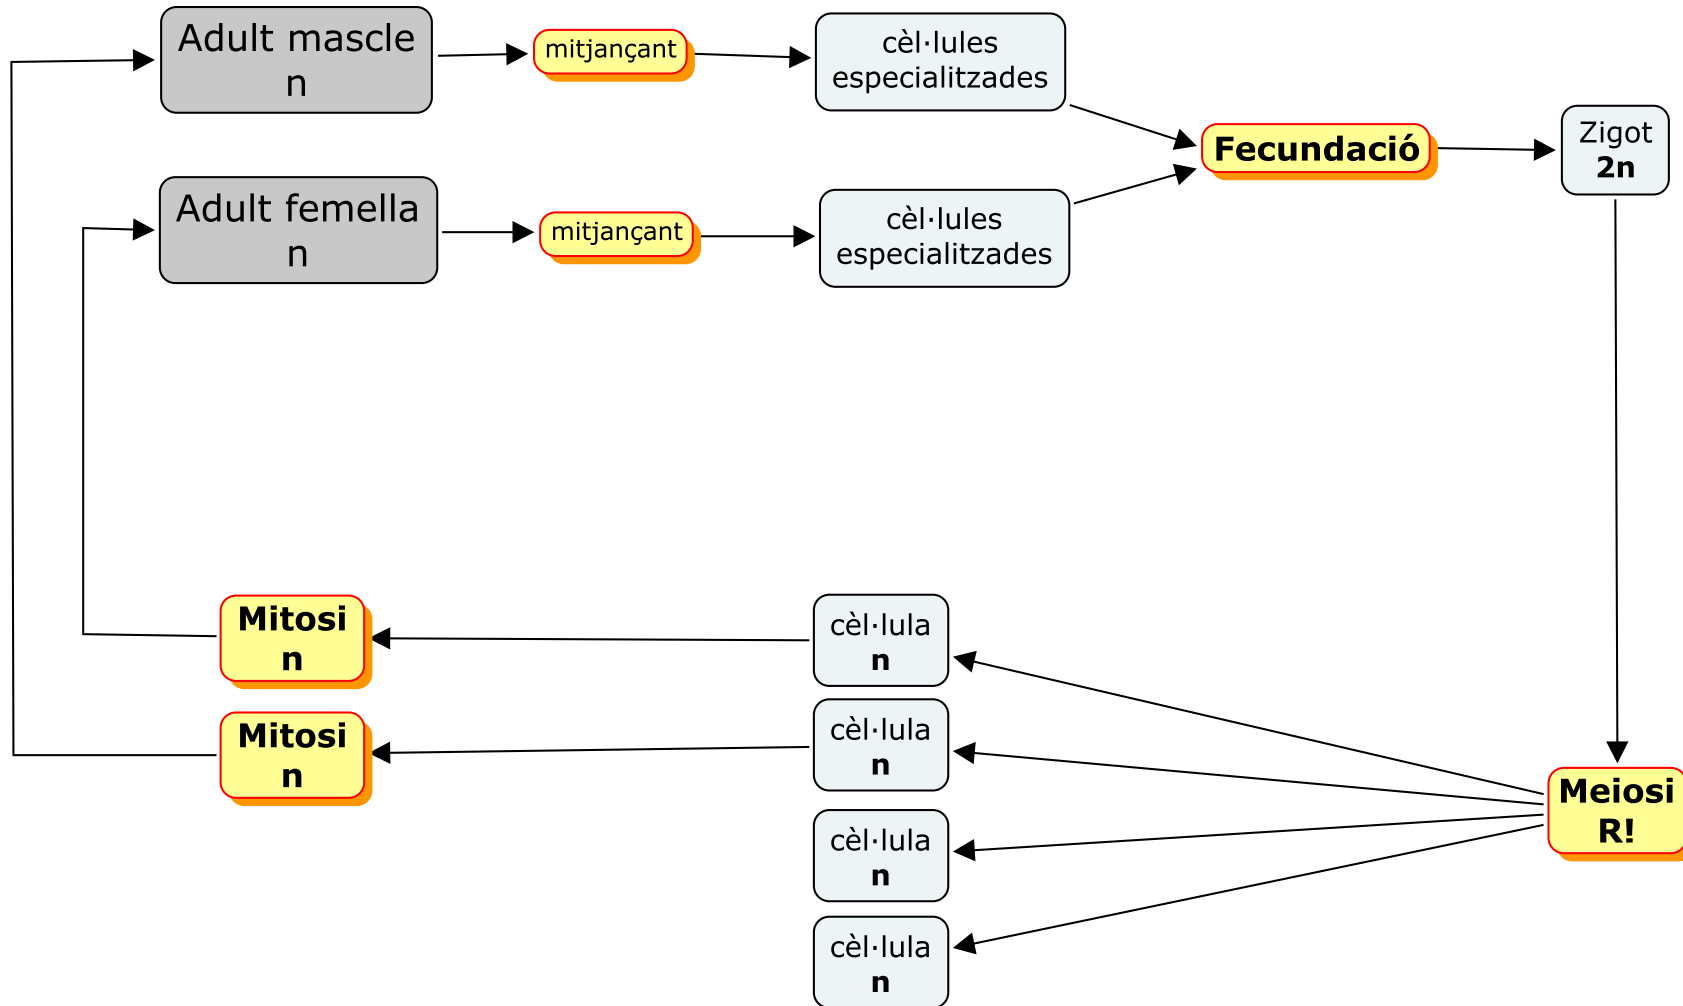 Adult mascle
n
mitjançant
cèl·lules
especialitzades
Fecundació
Zigot
2n
Adult femella
n
mitjançant
cèl·lules
especialitzades
Mitosi
n
cèl·lula
n
Mitosi
n
cèl·lula
n
Meiosi
R!
cèl·lula
n
cèl·lula
n